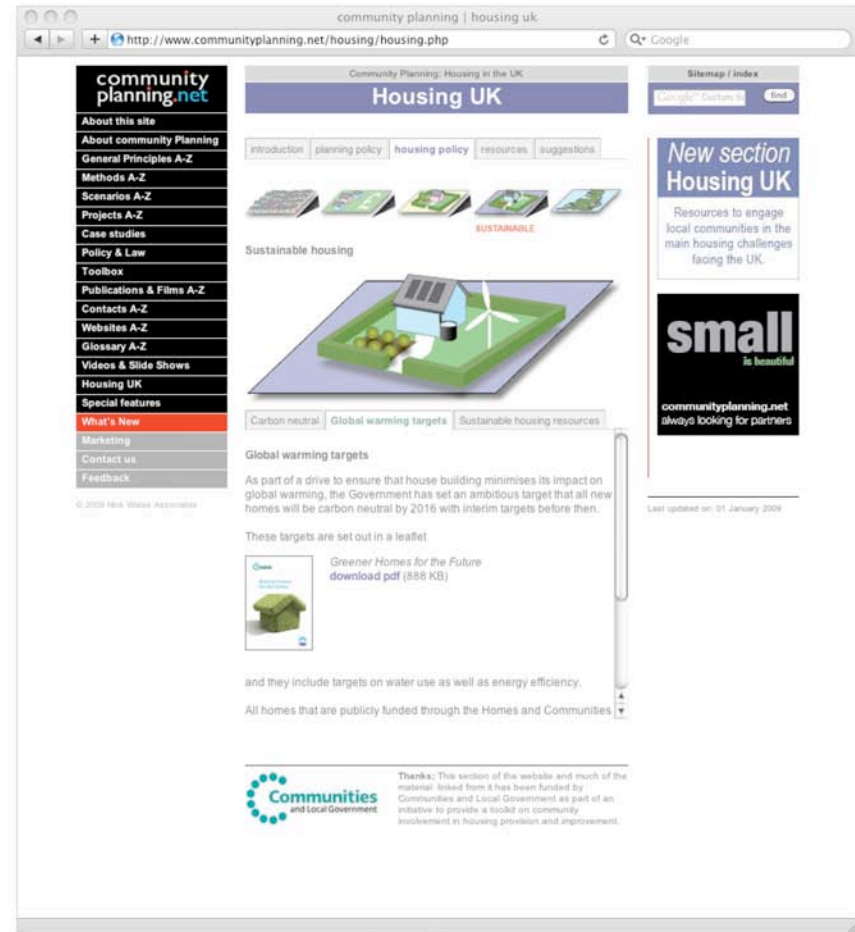 community planning | housing uk
http://www.communityplanning.net/housing/housing.php
Google
community
planning.net
About this site
About community Planning
General Principles A-Z
Methods A-Z
Scenarios A-Z
Projects A-Z
Case studies
Policy & Law
Toolbox
Publications & Films A-Z
Contacts A-Z
Websites A-Z
Glossary A-Z
Videos & Slide Shows
Housing UK
Special features
What's New
Marketing
Contact us
Feedback
© 2009 Nick Wates Associates
Community Planning: Housing in the UK
Housing UK
introduction planning policy housing policy resources suggestions
SUSTAINABLE
Sustainable housing
Carbon neutral Global warming targets Sustainable housing resources
Global warming targets
As part of a drive to ensure that house building minimises its impact on
global warming, the Government has set an ambitious target that all new
homes will be carbon neutral by 2016 with interim targets before then.
These targets are set out in a leaflet
Greener Homes for the Future
download pdf (888 KB)
and they include targets on water use as well as energy efficiency.
All homes that are publicly funded through the Homes and Communities
Communities
and Local Government
Thanks: This section of the website and much of the
material linked from it has been funded by
Communities and Local Government as part of an
initiative to provide a toolkit on community
involvement in housing provision and improvement.
Sitemap / index
Google™ Custom
find
New section
Housing UK
Resources to engage
local communities in the
main housing challenges
facing the UK.
small
is beautiful
communityplanning.net
always looking for partners
Last updated on: 01 January 2009